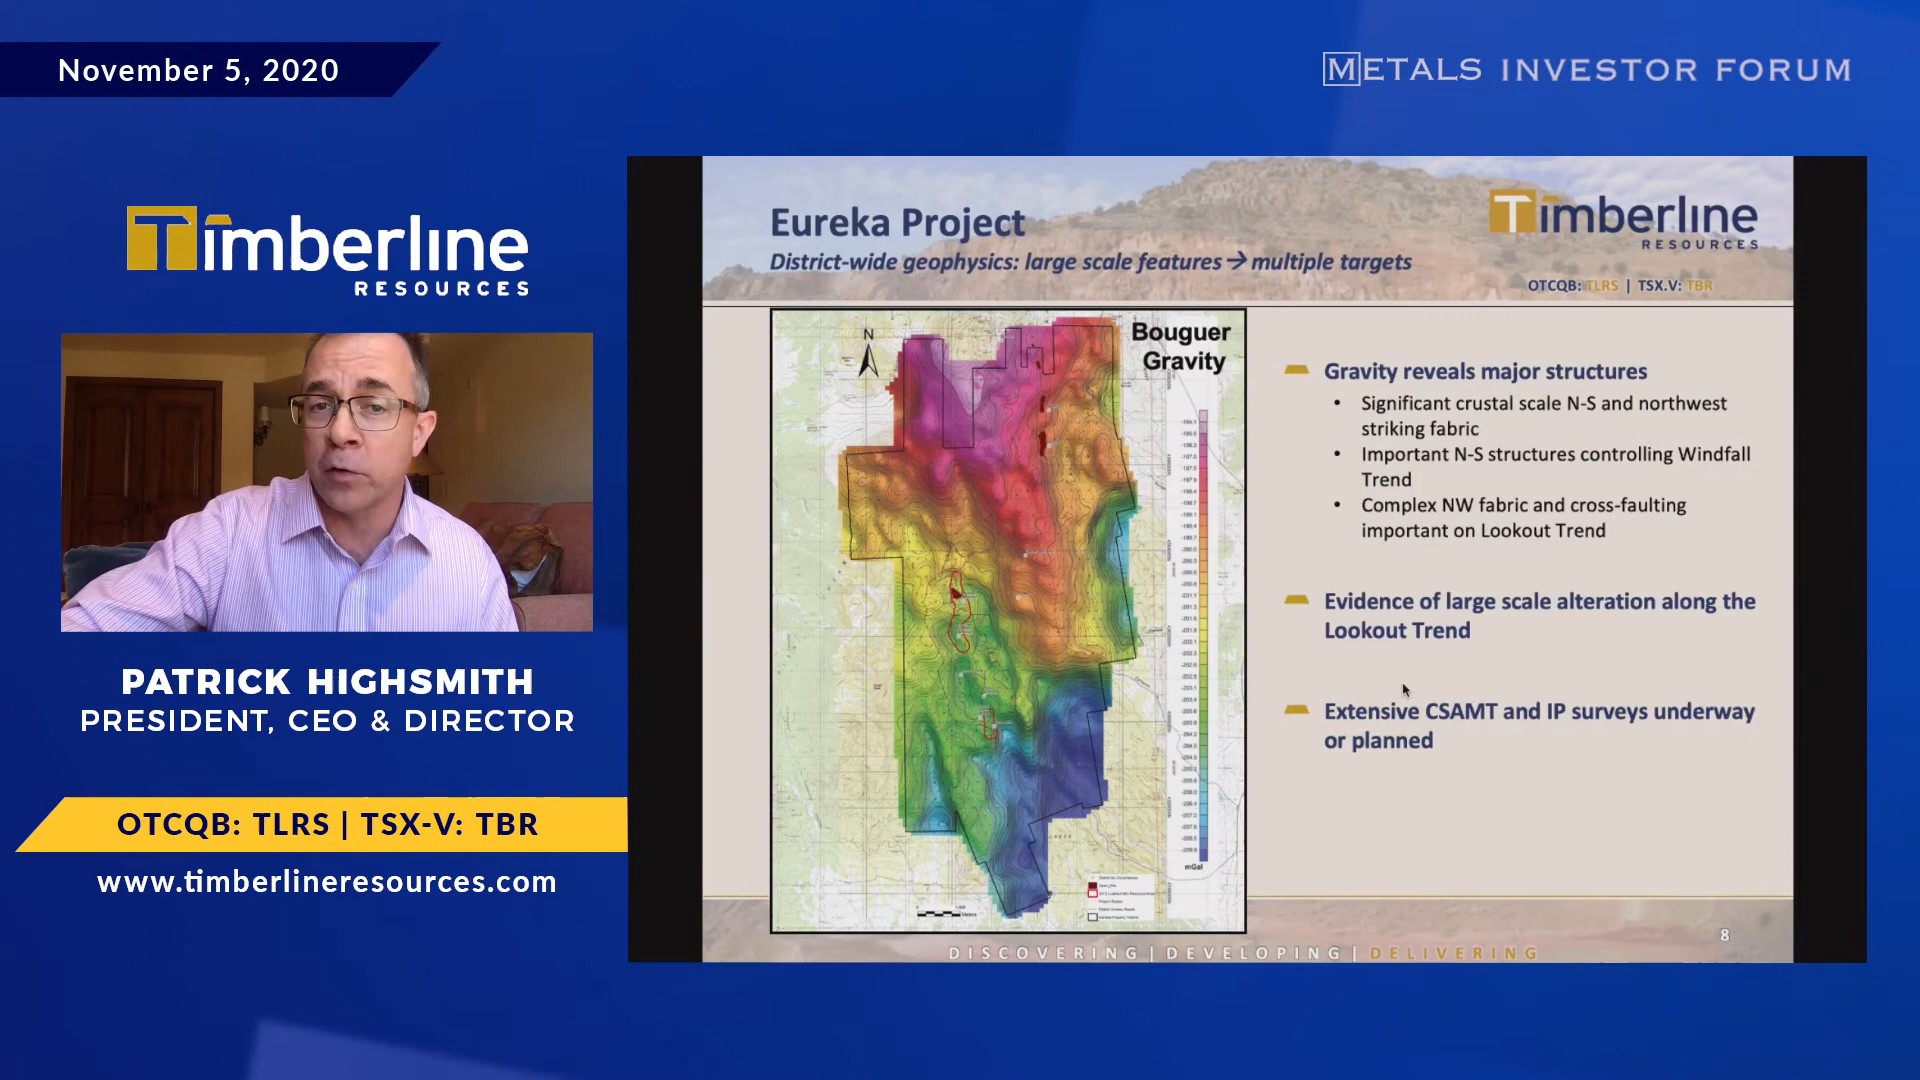 November 5, 2020
METALS INVESTOR FORUM
Timberline
RESOURCES
PATRICK HIGHSMITH
PRESIDENT, CEO & DIRECTOR
OTCQB: TLRS | TSX-V: TBR
www.timberlineresources.com
Eureka Project
District-wide geophysics: large scale features → multiple targets
Timberline
RESOURCES
OTCQB: TLRS | TSX.V: TBR
Bouguer
Gravity
N
mGal
Gravity reveals major structures
• Significant crustal scale N-S and northwest
striking fabric
• Important N-S structures controlling Windfall
Trend
• Complex NW fabric and cross-faulting
important on Lookout Trend
Evidence of large scale alteration along the
Lookout Trend
Extensive CSAMT and IP surveys underway
or planned
8
DISCOVERING | DEVELOPING | DELIVERING